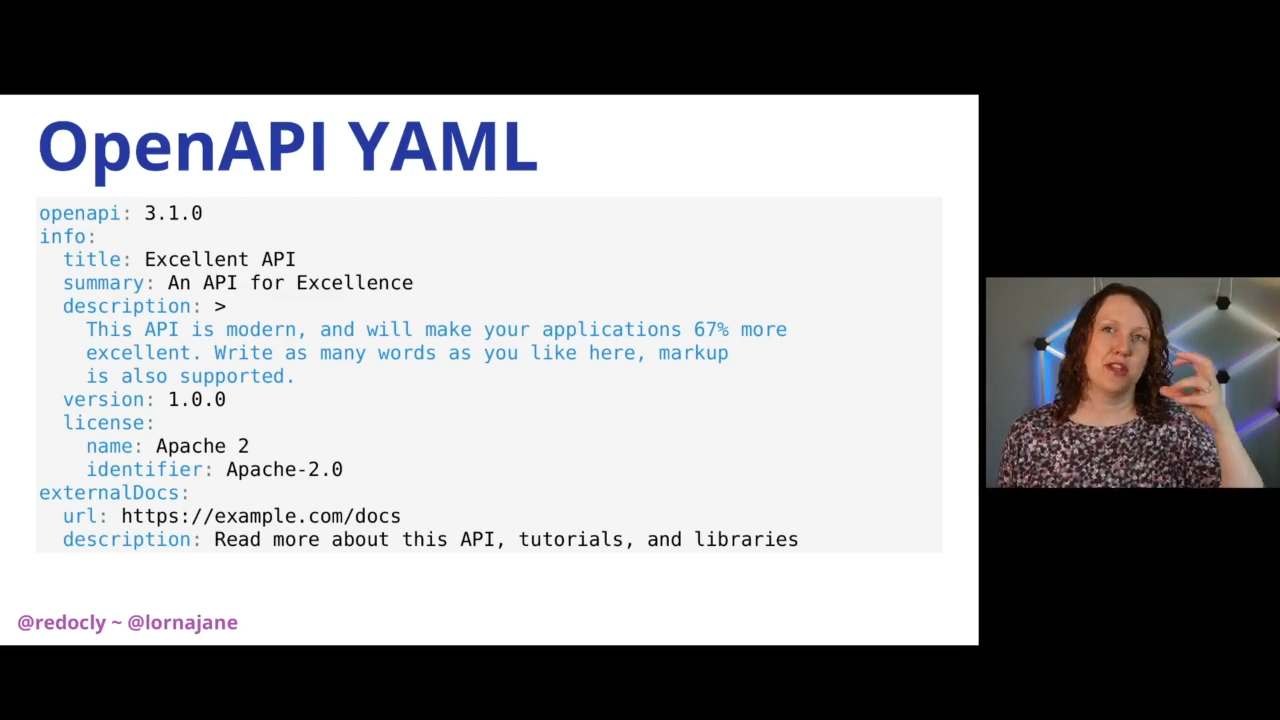 OpenAPI YAML
openapi: 3.1.0
info:
  title: Excellent API
  summary: An API for Excellence
  description: >
    This API is modern, and will make your applications 67% more
    excellent. Write as many words as you like here, markup
    is also supported.
  version: 1.0.0
  license:
    name: Apache 2
    identifier: Apache-2.0
externalDocs:
  url: https://example.com/docs
  description: Read more about this API, tutorials, and libraries
@redocly ~ @lornajane